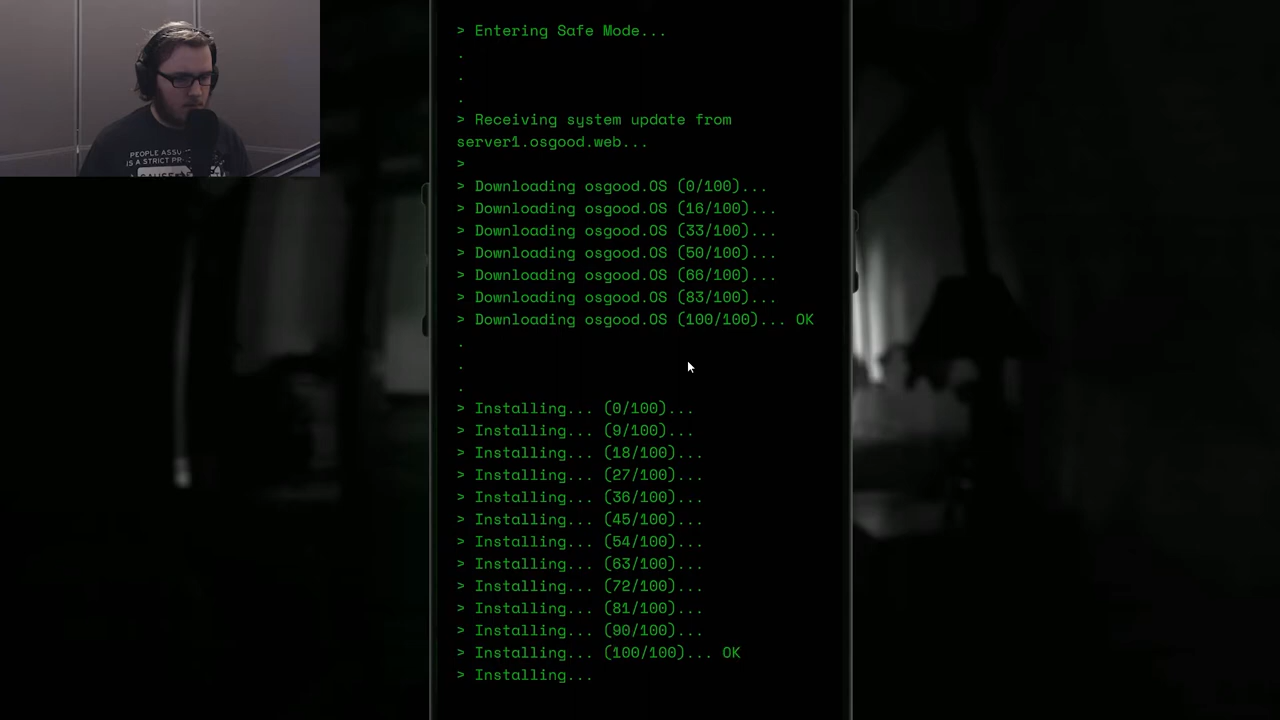 > Entering Safe Mode...
.
.
.
> Receiving system update from
server1.osgood.web...
>
> Downloading osgood.OS (0/100)...
> Downloading osgood.OS (16/100)...
> Downloading osgood.OS (33/100)...
> Downloading osgood.OS (50/100)...
> Downloading osgood.OS (66/100)...
> Downloading osgood.OS (83/100)...
> Downloading osgood.OS (100/100)... OK
.
.
.
> Installing... (0/100)...
> Installing... (9/100)...
> Installing... (18/100)...
> Installing... (27/100)...
> Installing... (36/100)...
> Installing... (45/100)...
> Installing... (54/100)...
> Installing... (63/100)...
> Installing... (72/100)...
> Installing... (81/100)...
> Installing... (90/100)...
> Installing... (100/100)... OK
> Installing...
PEOPLE
IS A STRICT